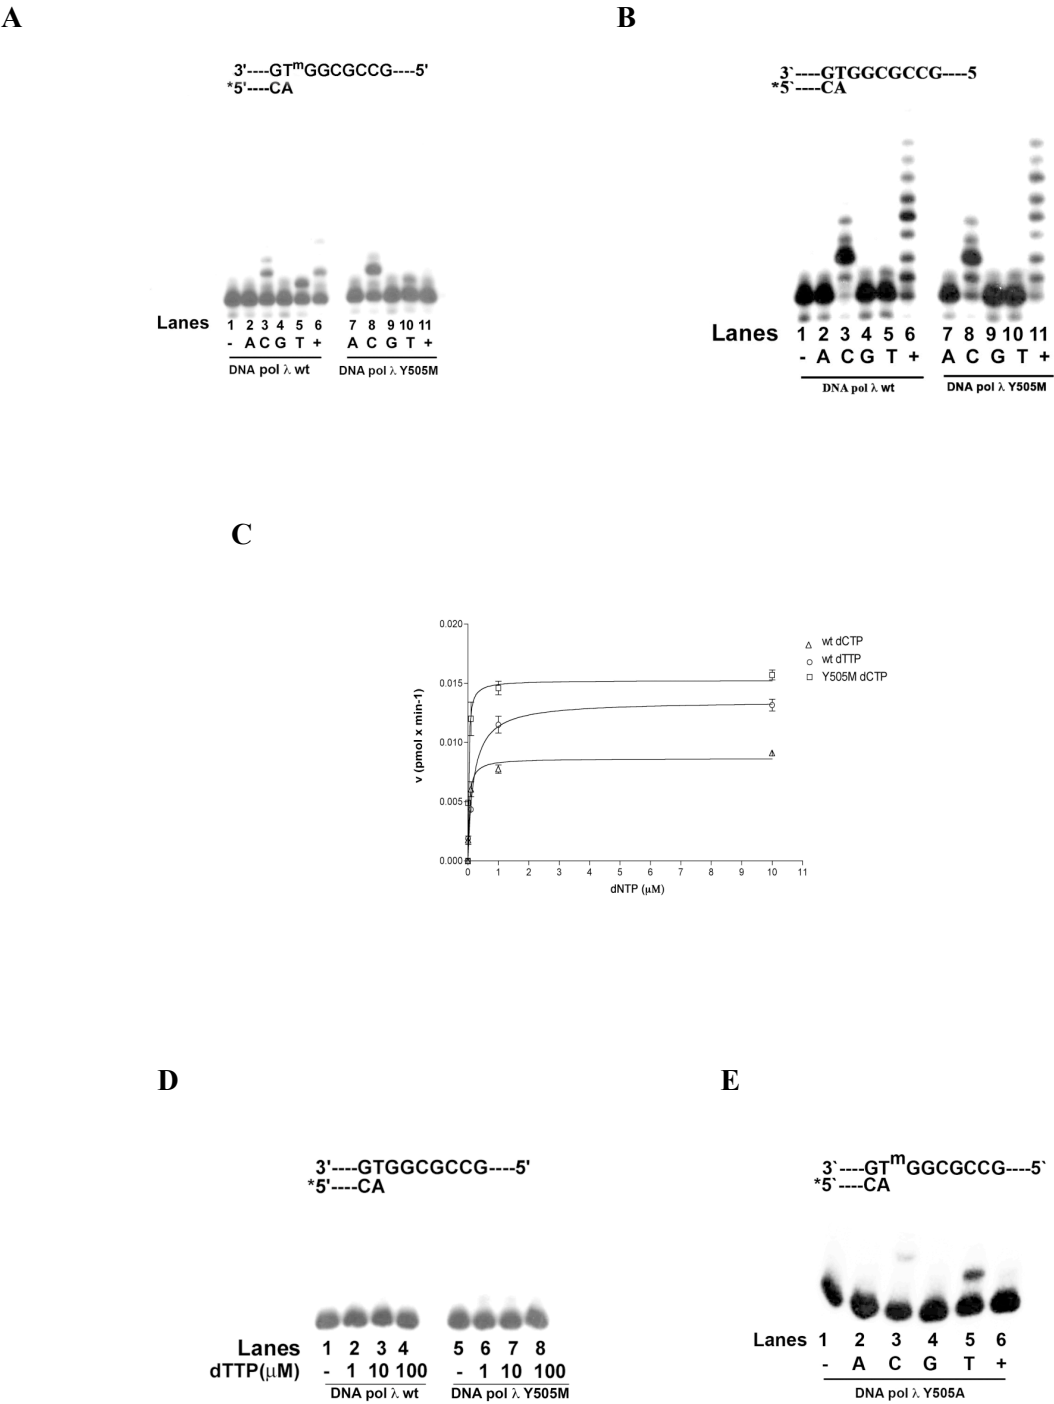 A
3'----GTmGGCGCCG----5'
*5'----CA
Lanes 1 2 3 4 5 6 7 8 9 10 11
- A C G T + A C G T +
DNA pol λ wt DNA pol λ Y505M
B
3`----GTGGCGCCG----5
*5`----CA
Lanes 1 2 3 4 5 6 7 8 9 10 11
- A C G T + A C G T +
DNA pol λ wt DNA pol λ Y505M
C
0.020
0.015
0.010
0.005
0.000
v (pmol x min-1)
0 1 2 3 4 5 6 7 8 9 10 11
dNTP (μM)
wt dCTP
wt dTTP
Y505M dCTP
D
3'----GTGGCGCCG----5'
*5'----CA
Lanes 1 2 3 4 5 6 7 8
dTTP(μM) - 1 10 100 - 1 10 100
DNA pol λ wt DNA pol λ Y505M
E
3`----GTmGGCGCCG----5`
*5`----CA
Lanes 1 2 3 4 5 6
- A C G T +
DNA pol λ Y505A